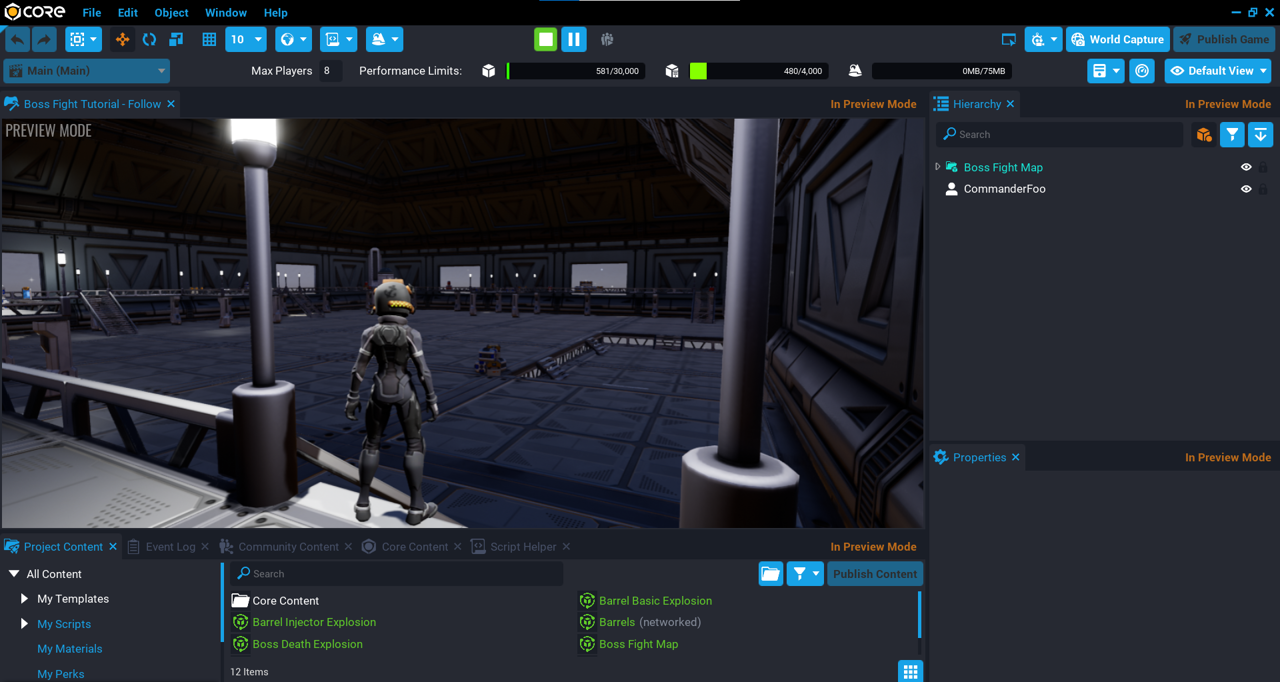 CORE File Edit Object Window Help
10 World Capture Publish Game
Main (Main) Max Players 8 Performance Limits: 581/30,000 480/4,000 0MB/75MB Default View
Boss Fight Tutorial - Follow In Preview Mode
PREVIEW MODE
Hierarchy In Preview Mode
Search
Boss Fight Map
CommanderFoo
Properties In Preview Mode
Project Content Event Log Community Content Core Content Script Helper In Preview Mode
All Content
My Templates
My Scripts
My Materials
My Perks
Search Publish Content
Core Content Barrel Basic Explosion
Barrel Injector Explosion Barrels (networked)
Boss Death Explosion Boss Fight Map
12 Items